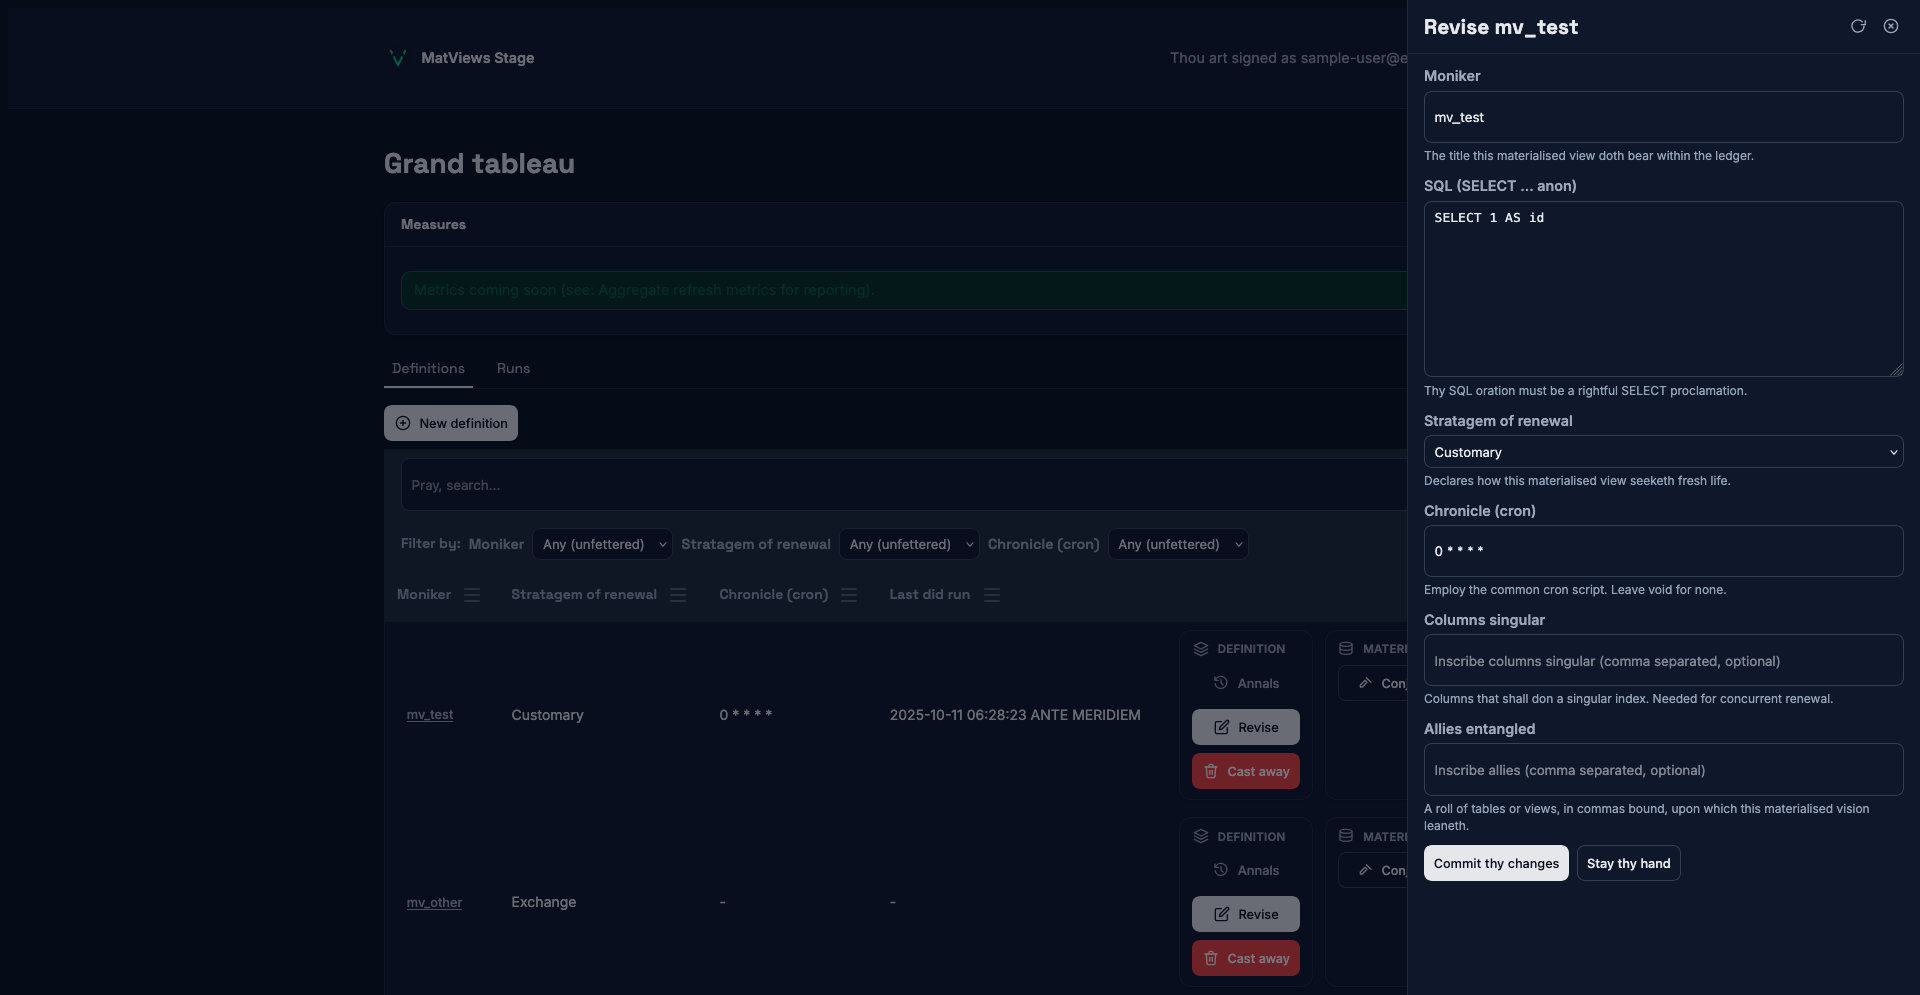 MatViews Stage
Thou art signed as sample-user@e
Grand tableau
Measures
Metrics coming soon (see: Aggregate refresh metrics for reporting).
Definitions Runs
New definition
Pray, search...
Filter by: Moniker Any (unfettered) Stratagem of renewal Any (unfettered) Chronicle (cron) Any (unfettered)
Moniker Stratagem of renewal Chronicle (cron) Last did run
DEFINITION MATERI
Annals Con
mv_test Customary 0 * * * * 2025-10-11 06:28:23 ANTE MERIDIEM
Revise
Cast away
DEFINITION MATERI
Annals Con
mv_other Exchange - -
Revise
Cast away
Revise mv_test
Moniker
mv_test
The title this materialised view doth bear within the ledger.
SQL (SELECT ... anon)
SELECT 1 AS id
Thy SQL oration must be a rightful SELECT proclamation.
Stratagem of renewal
Customary
Declares how this materialised view seeketh fresh life.
Chronicle (cron)
0 * * * *
Employ the common cron script. Leave void for none.
Columns singular
Inscribe columns singular (comma separated, optional)
Columns that shall don a singular index. Needed for concurrent renewal.
Allies entangled
Inscribe allies (comma separated, optional)
A roll of tables or views, in commas bound, upon which this materialised vision
leaneth.
Commit thy changes Stay thy hand